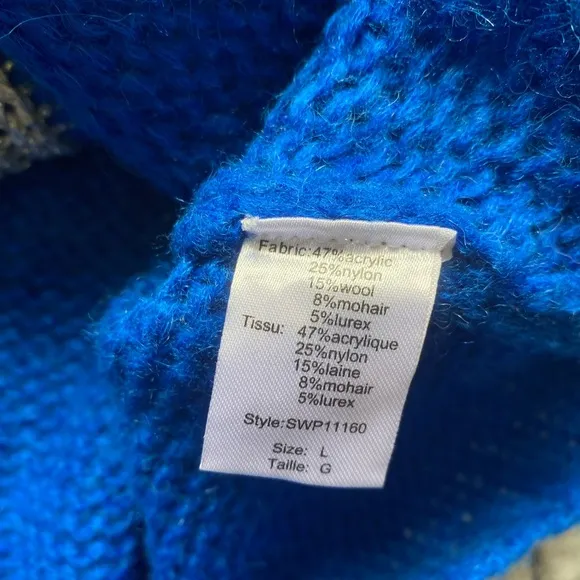 Fabric:47%acrylic
25%nylon
15%wool
8%mohair
5%lurex
Tissu: 47%acrylique
25%nylon
15%laine
8%mohair
5%lurex
Style:SWP11160
Size: L
Taille: G